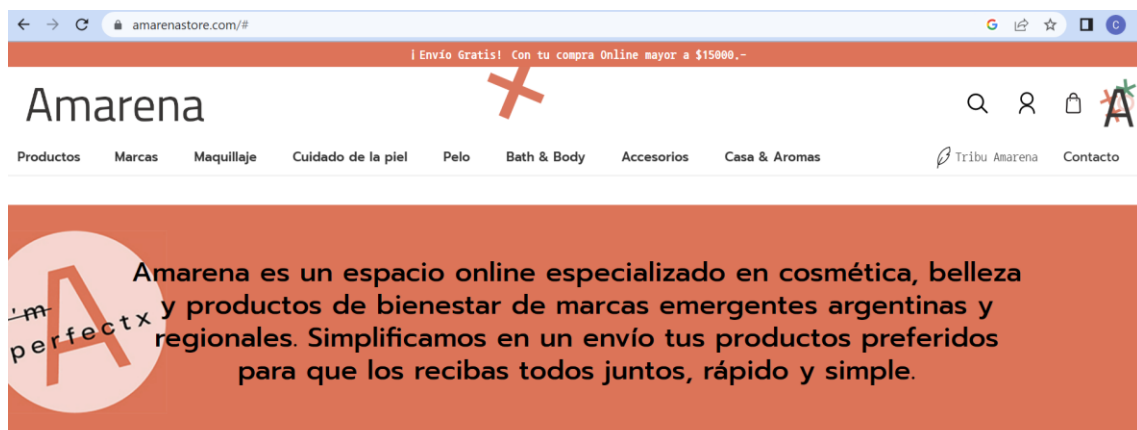 amarenastore.com/#
¡Envío Gratis! Con tu compra Online mayor a $15000.-
Amarena
Productos Marcas Maquillaje Cuidado de la piel Pelo Bath & Body Accesorios Casa & Aromas Tribu Amarena Contacto
Amarena es un espacio online especializado en cosmética, belleza
y productos de bienestar de marcas emergentes argentinas y
regionales. Simplificamos en un envío tus productos preferidos
para que los recibas todos juntos, rápido y simple.
A
'm
perfectx